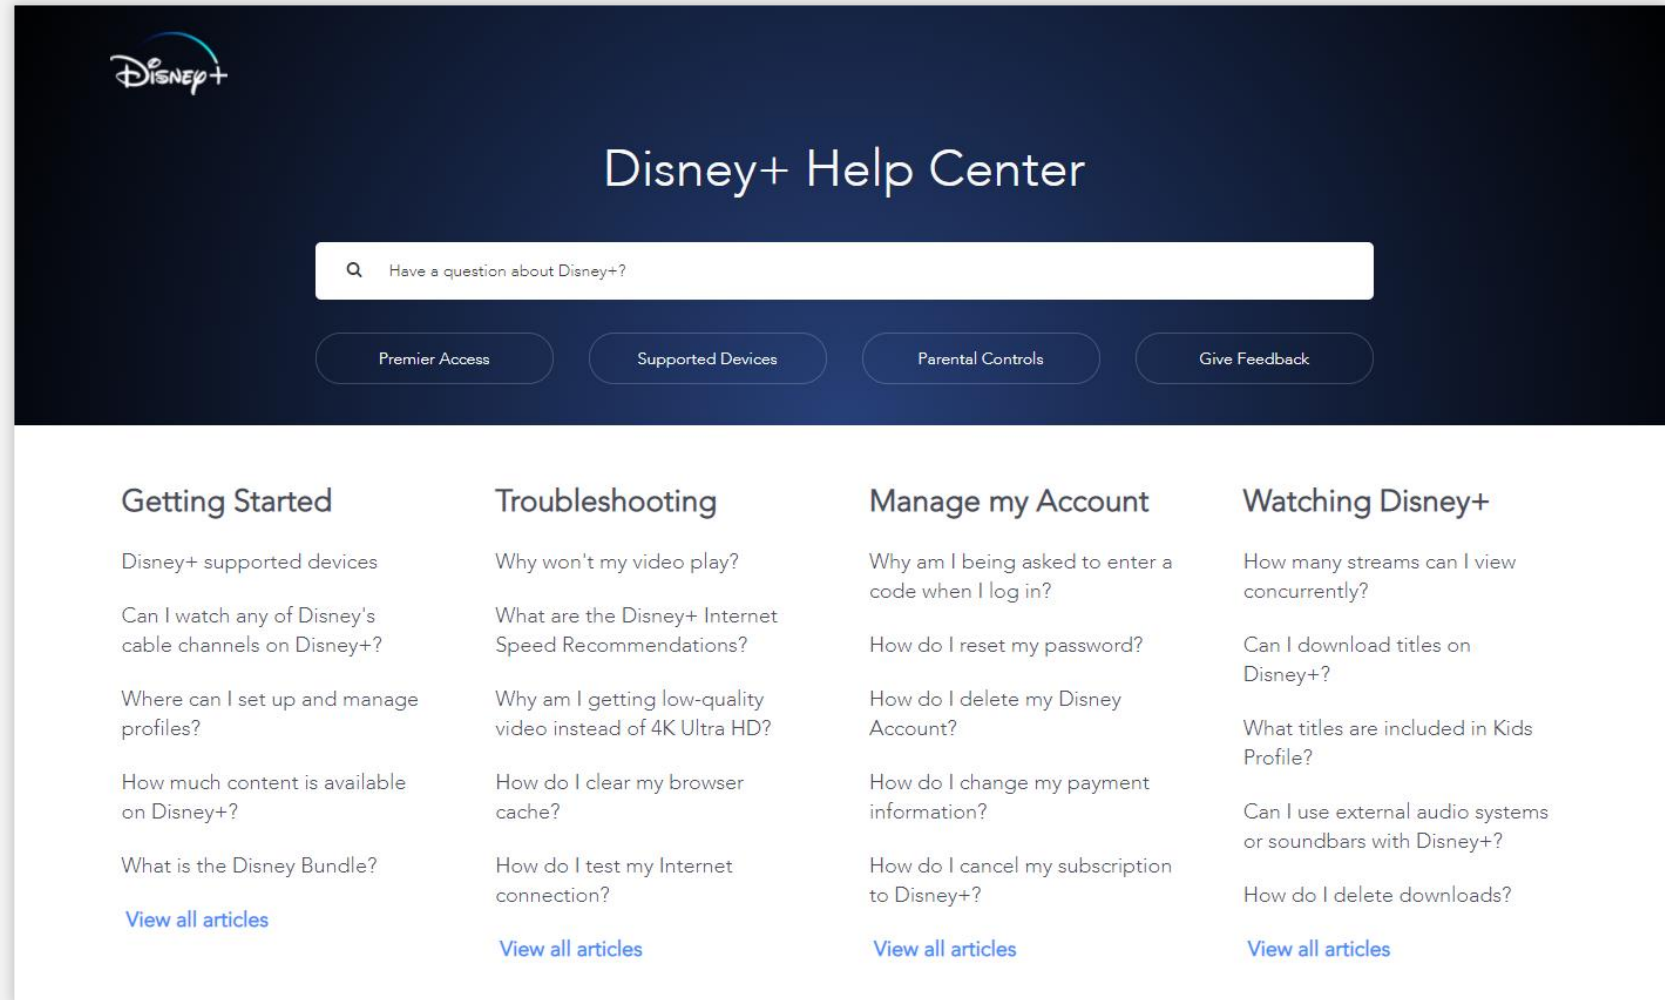 Disney+
Disney+ Help Center
Have a question about Disney+?
Premier Access
Supported Devices
Parental Controls
Give Feedback
Getting Started
Disney+ supported devices
Can I watch any of Disney's
cable channels on Disney+?
Where can I set up and manage
profiles?
How much content is available
on Disney+?
What is the Disney Bundle?
View all articles
Troubleshooting
Why won't my video play?
What are the Disney+ Internet
Speed Recommendations?
Why am I getting low-quality
video instead of 4K Ultra HD?
How do I clear my browser
cache?
How do I test my Internet
connection?
View all articles
Manage my Account
Why am I being asked to enter a
code when I log in?
How do I reset my password?
How do I delete my Disney
Account?
How do I change my payment
information?
How do I cancel my subscription
to Disney+?
View all articles
Watching Disney+
How many streams can I view
concurrently?
Can I download titles on
Disney+?
What titles are included in Kids
Profile?
Can I use external audio systems
or soundbars with Disney+?
How do I delete downloads?
View all articles